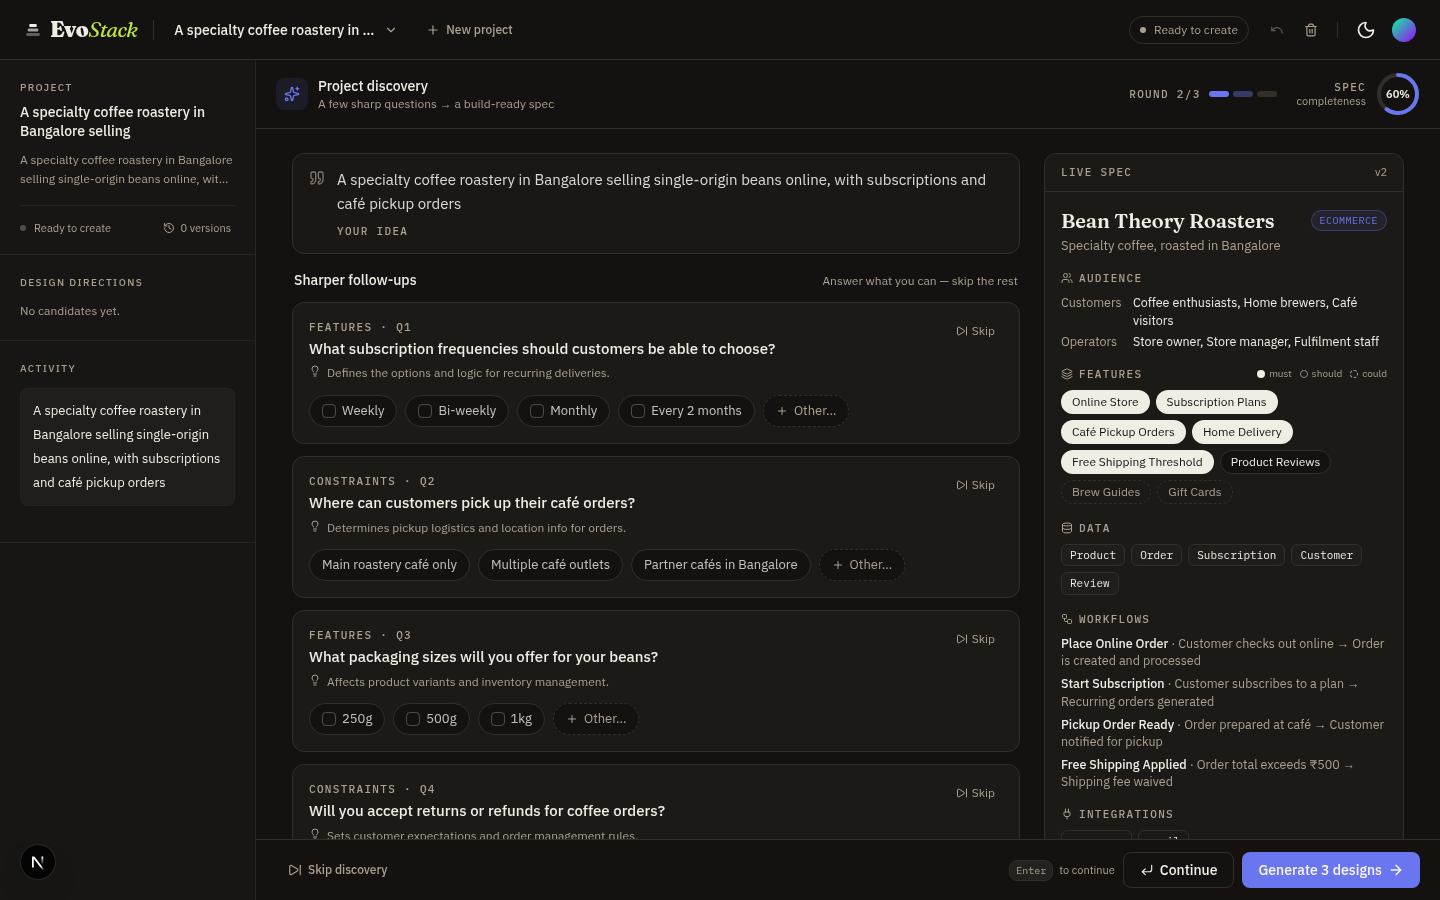 EvoStack
A specialty coffee roastery in ...
New project
Ready to create
PROJECT
A specialty coffee roastery in
Bangalore selling
A specialty coffee roastery in Bangalore
selling single-origin beans online, wit...
Ready to create
0 versions
DESIGN DIRECTIONS
No candidates yet.
ACTIVITY
A specialty coffee roastery in
Bangalore selling single-origin
beans online, with subscriptions
and café pickup orders
N
Project discovery
A few sharp questions → a build-ready spec
ROUND 2/3
SPEC
completeness
60%
A specialty coffee roastery in Bangalore selling single-origin beans online, with subscriptions and
café pickup orders
YOUR IDEA
Sharper follow-ups
Answer what you can — skip the rest
FEATURES · Q1
Skip
What subscription frequencies should customers be able to choose?
Defines the options and logic for recurring deliveries.
Weekly
Bi-weekly
Monthly
Every 2 months
+ Other...
CONSTRAINTS · Q2
Skip
Where can customers pick up their café orders?
Determines pickup logistics and location info for orders.
Main roastery café only
Multiple café outlets
Partner cafés in Bangalore
+ Other...
FEATURES · Q3
Skip
What packaging sizes will you offer for your beans?
Affects product variants and inventory management.
250g
500g
1kg
+ Other...
CONSTRAINTS · Q4
Skip
Will you accept returns or refunds for coffee orders?
Sets customer expectations and order management rules.
LIVE SPEC
v2
Bean Theory Roasters
ECOMMERCE
Specialty coffee, roasted in Bangalore
AUDIENCE
Customers
Coffee enthusiasts, Home brewers, Café
visitors
Operators
Store owner, Store manager, Fulfilment staff
FEATURES
must
should
could
Online Store
Subscription Plans
Café Pickup Orders
Home Delivery
Free Shipping Threshold
Product Reviews
Brew Guides
Gift Cards
DATA
Product
Order
Subscription
Customer
Review
WORKFLOWS
Place Online Order · Customer checks out online → Order
is created and processed
Start Subscription · Customer subscribes to a plan →
Recurring orders generated
Pickup Order Ready · Order prepared at café → Customer
notified for pickup
Free Shipping Applied · Order total exceeds ₹500 →
Shipping fee waived
INTEGRATIONS
Skip discovery
Enter to continue
Continue
Generate 3 designs →